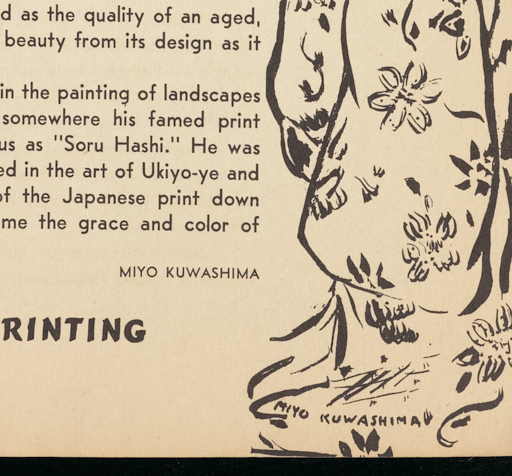 d as the quality of an aged,
beauty from its design as it
in the painting of landscapes
somewhere his famed print
us as "Soru Hashi." He was
ed in the art of Ukiyo-ye and
of the Japanese print down
me the grace and color of
MIYO KUWASHIMA
RINTING
MIYO KUWASHIMA